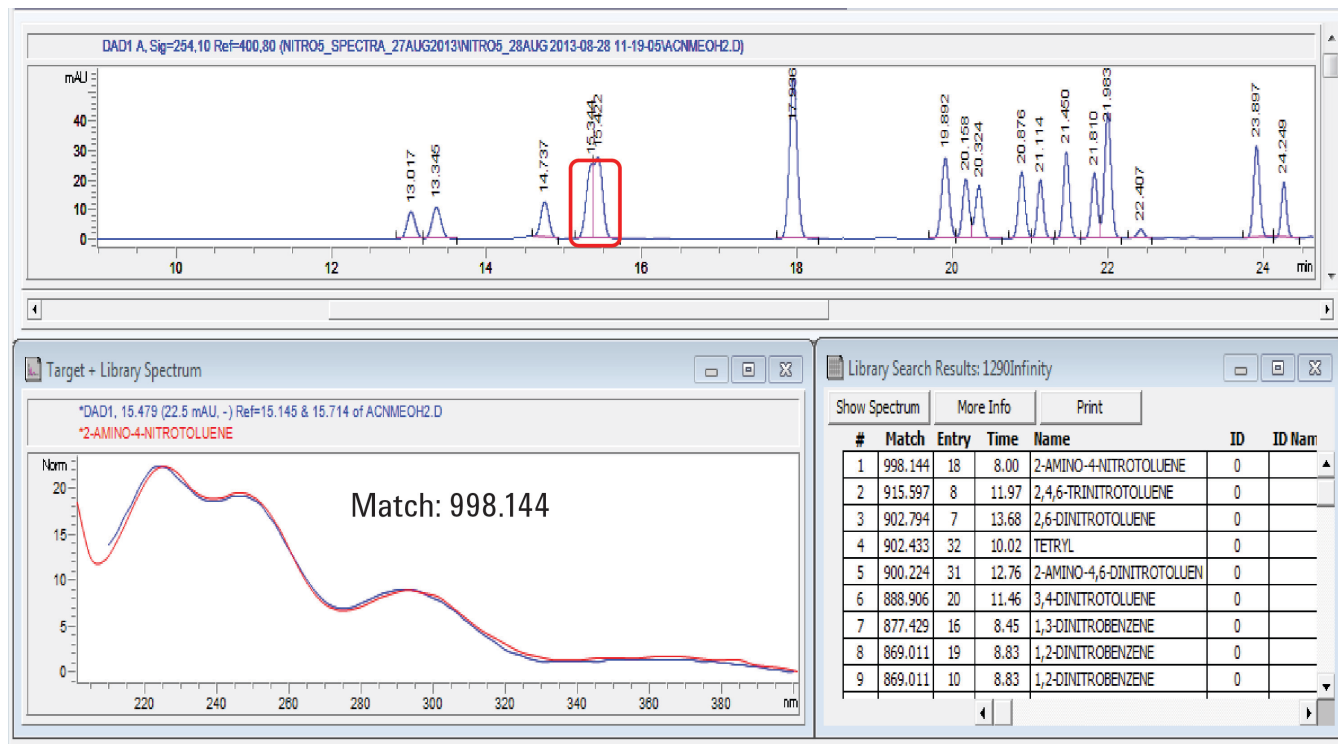 DAD1 A, Sig=254,10 Ref=400,80 (NITRO5_SPECTRA_27AUG2013\NITRO5_28AUG 2013-08-28 11-19-05\ACNMEOH2.D)
mAU
40
30
20
10
0
13.017
13.345
14.737
15.344
15.422
17.936
19.892
20.158
20.324
20.876
21.114
21.450
21.810
21.983
22.407
23.897
24.249
10 12 14 16 18 20 22 24 min
Target + Library Spectrum
*DAD1, 15.479 (22.5 mAU, -) Ref=15.145 & 15.714 of ACNMEOH2.D
*2-AMINO-4-NITROTOLUENE
Norm
20
15
10
5
0
Match: 998.144
220 240 260 280 300 320 340 360 380 nm
Library Search Results: 1290Infinity
Show Spectrum More Info Print
# Match Entry Time Name ID ID Nam
1 998.144 18 8.00 2-AMINO-4-NITROTOLUENE 0
2 915.597 8 11.97 2,4,6-TRINITROTOLUENE 0
3 902.794 7 13.68 2,6-DINITROTOLUENE 0
4 902.433 32 10.02 TETRYL 0
5 900.224 31 12.76 2-AMINO-4,6-DINITROTOLUEN 0
6 888.906 20 11.46 3,4-DINITROTOLUENE 0
7 877.429 16 8.45 1,3-DINITROBENZENE 0
8 869.011 19 8.83 1,2-DINITROBENZENE 0
9 869.011 10 8.83 1,2-DINITROBENZENE 0